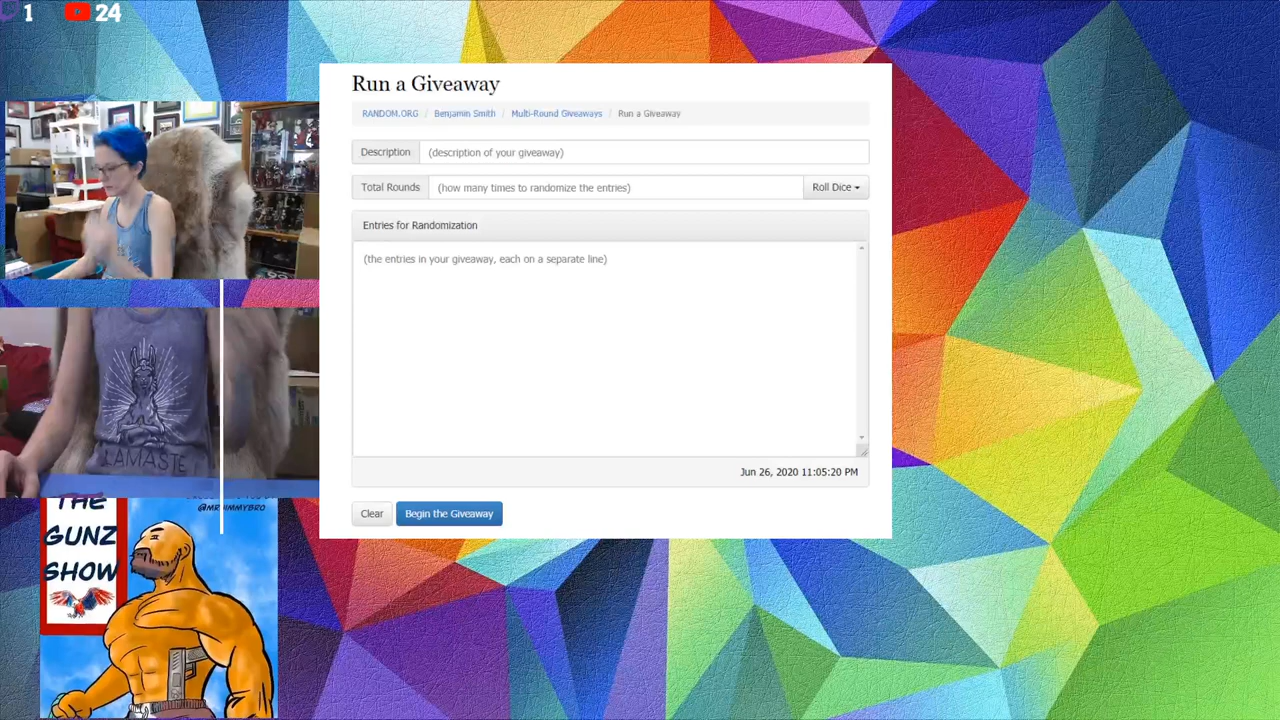 1 24
Run a Giveaway
RANDOM.ORG / Benjamin Smith / Multi-Round Giveaways / Run a Giveaway
Description (description of your giveaway)
Total Rounds (how many times to randomize the entries) Roll Dice
Entries for Randomization
(the entries in your giveaway, each on a separate line)
Jun 26, 2020 11:05:20 PM
Clear Begin the Giveaway
LAMASTE
THE
GUNZ
SHOW